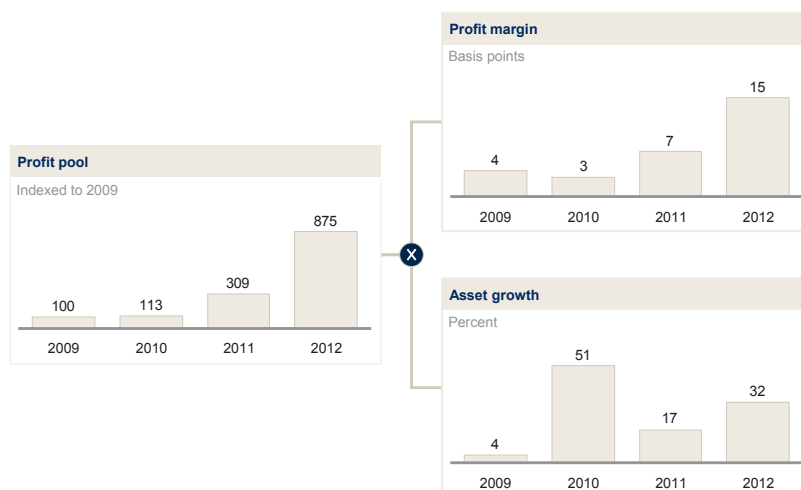 Profit margin
Basis points
4 3 7 15
2009 2010 2011 2012
Profit pool
Indexed to 2009
100 113 309 875
2009 2010 2011 2012
X
Asset growth
Percent
4 51 17 32
2009 2010 2011 2012